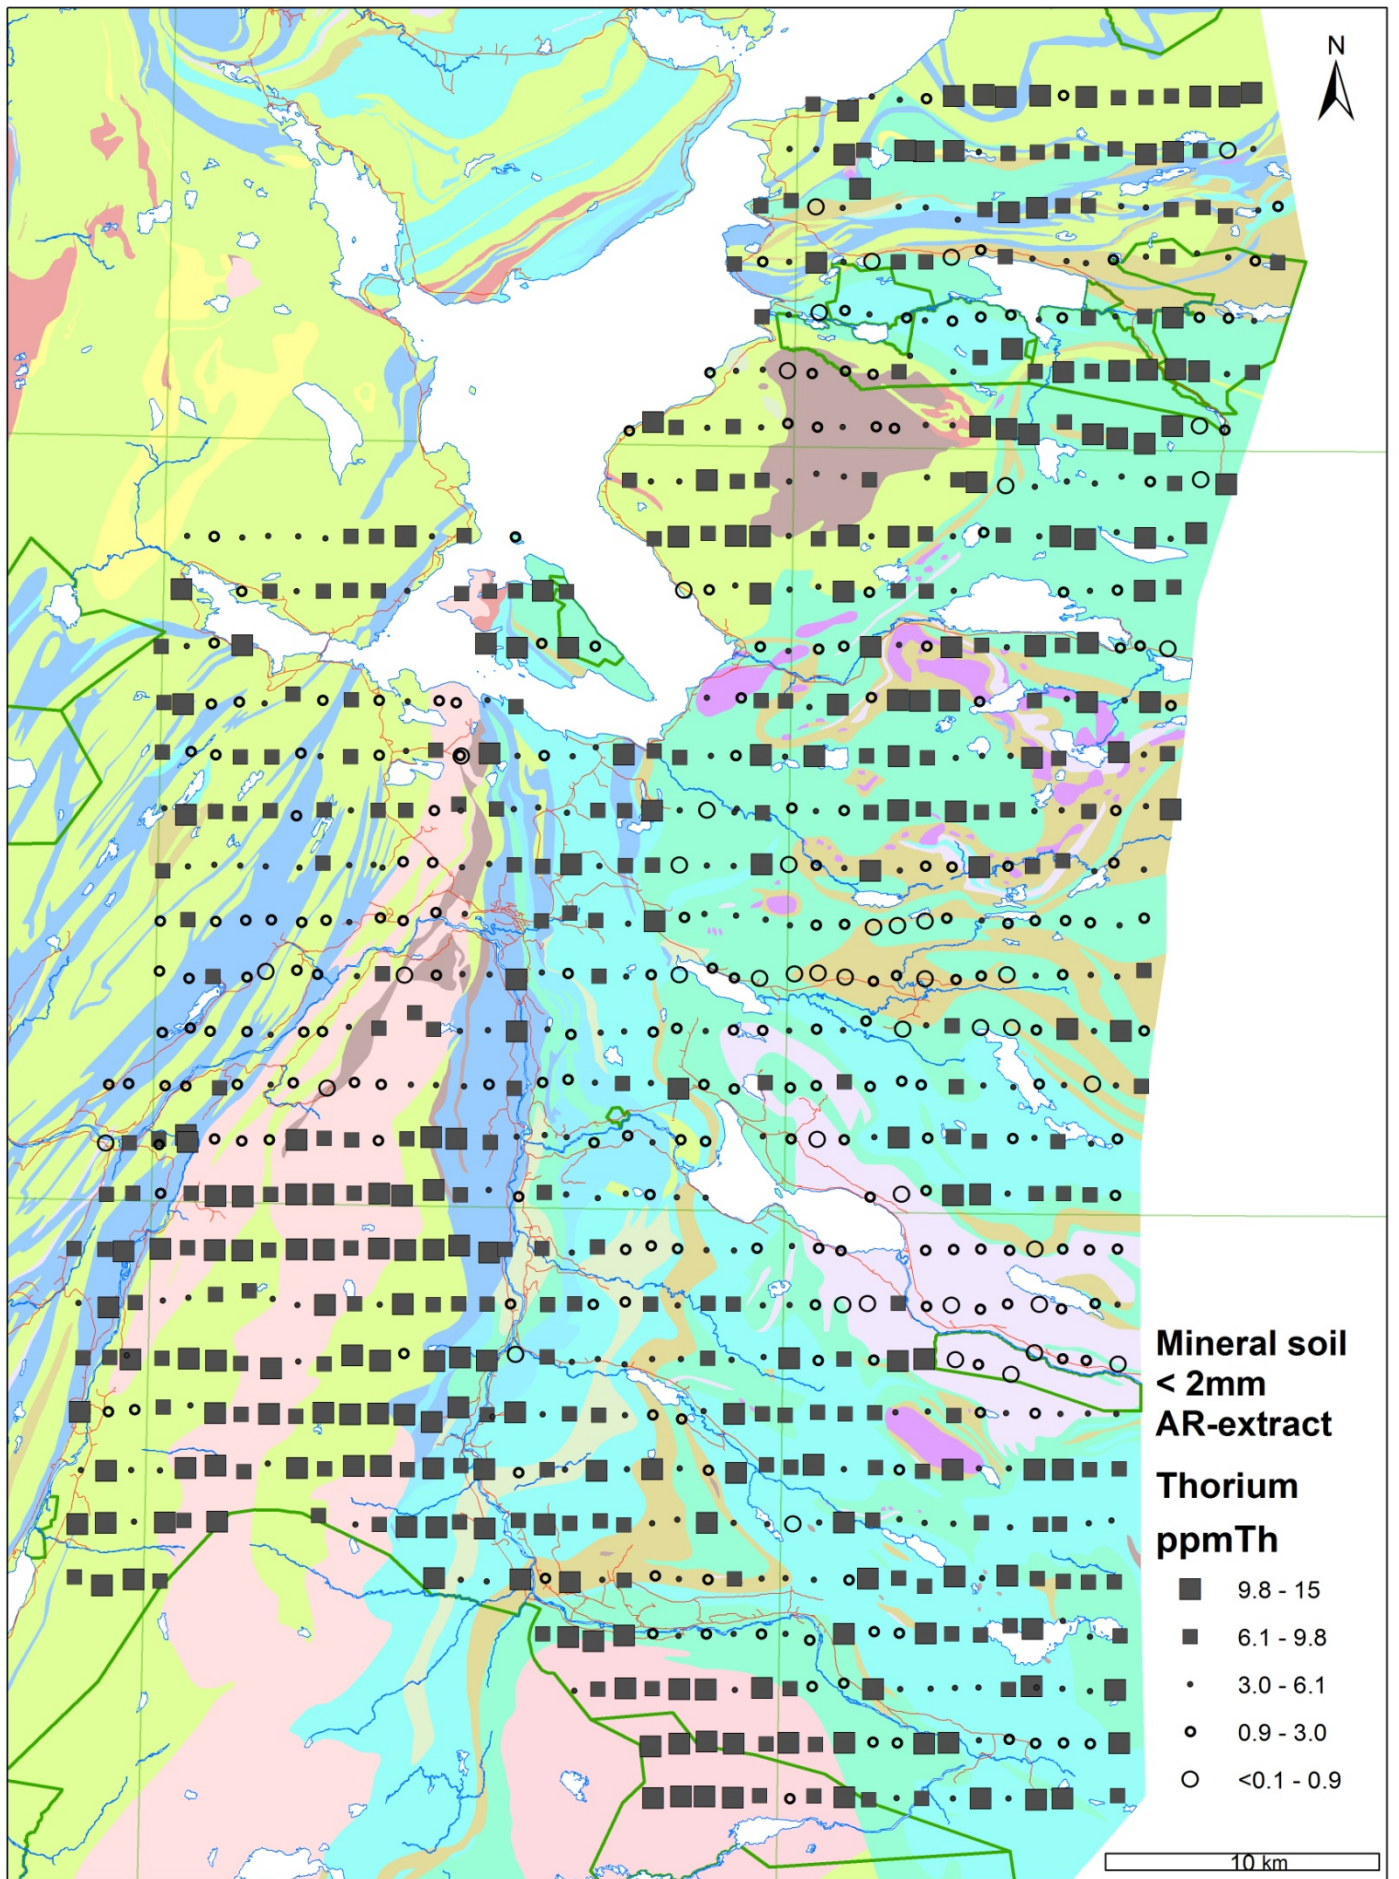 N
Mineral soil
< 2mm
AR-extract
Thorium
ppmTh
9.8 - 15
6.1 - 9.8
3.0 - 6.1
0.9 - 3.0
<0.1 - 0.9
10 km